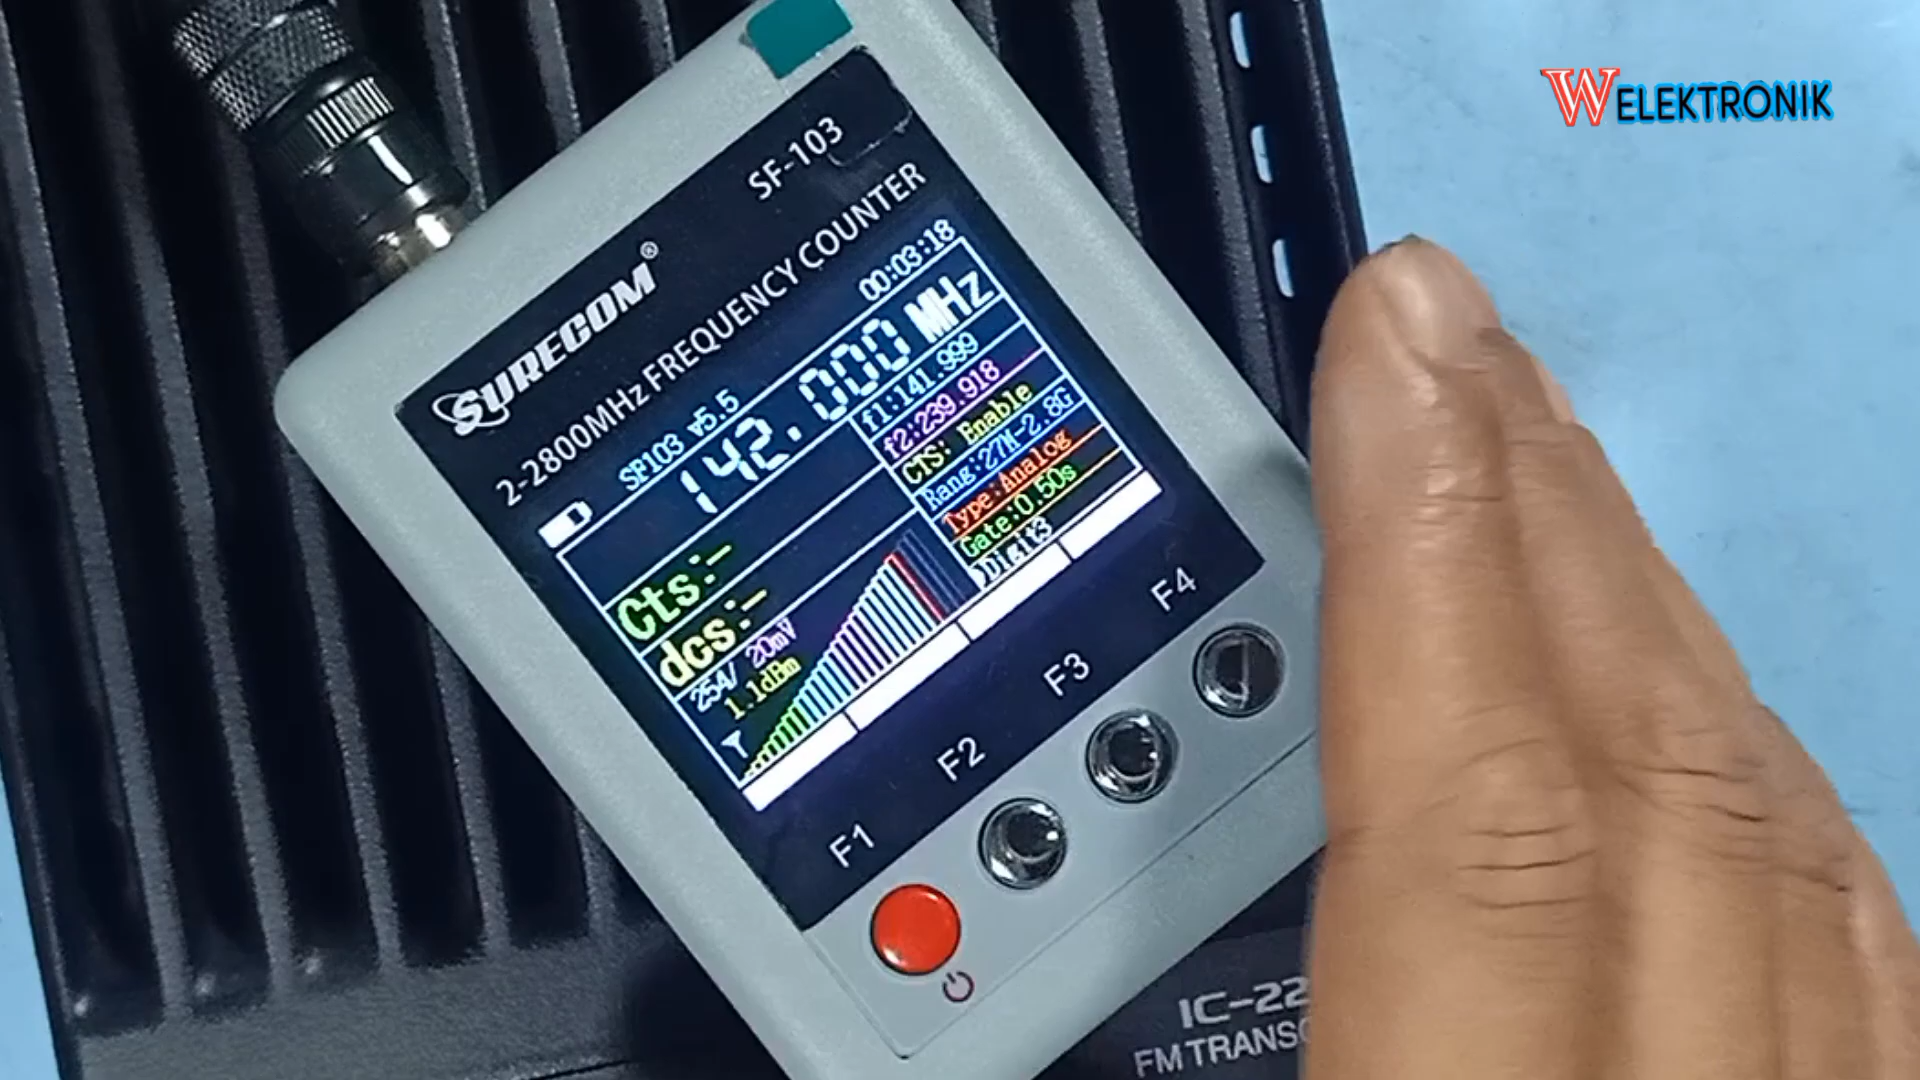 WELEKTRONIK
SF-103
SURECOM®
2-2800MHz FREQUENCY COUNTER
SF103 v5.5
00:03:18
142.000 MHz
f1:141.999
f2:239.918
CTS: Enable
Rang:27M-2.8G
Type:Analog
Gate:0.50s
Digit3
Cts:-
dcs:-
254/ 20mV
1.1dBm
F1 F2 F3 F4
IC-22
FM TRANSC